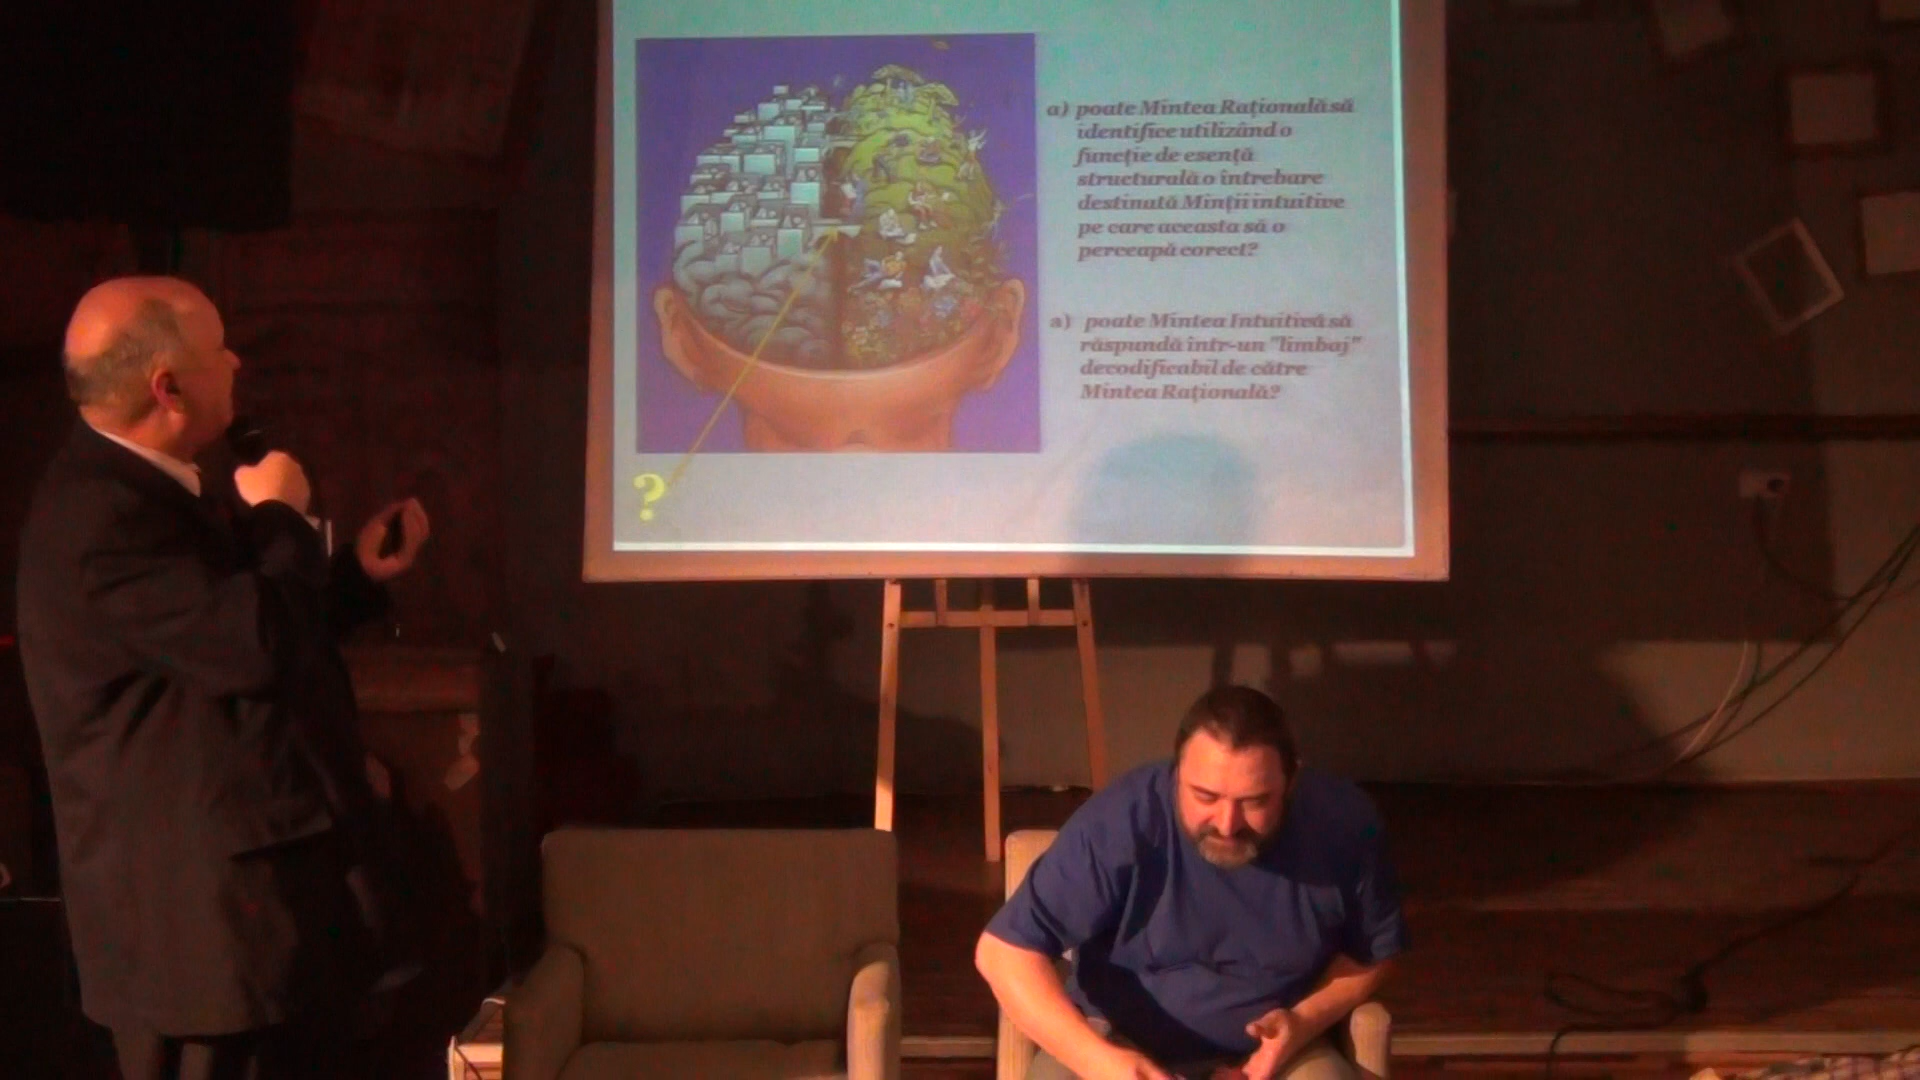 a) poate Mintea Raţională să
identifice utilizând o
funcţie de esenţă
structurală o întrebare
destinată Minţii intuitive
pe care aceasta să o
perceapă corect?
a) poate Mintea Intuitivă să
răspundă într-un "limbaj"
decodificabil de către
Mintea Raţională?
?